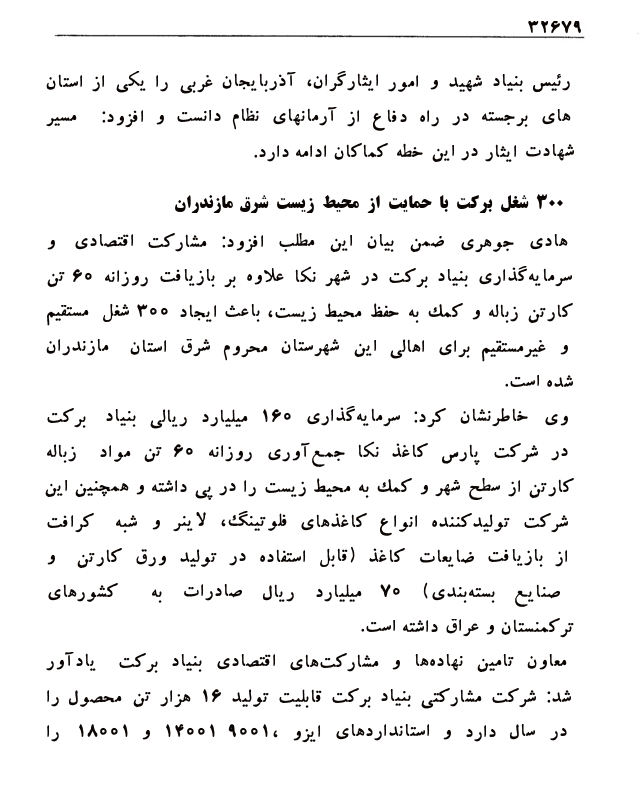 ۳۲۶۷۹
رئیس بنیاد شهید و امور ایثارگران، آذربایجان غربی را یکی از استان
های برجسته در راه دفاع از آرمانهای نظام دانست و افزود: مسیر
شهادت ایثار در این خطه کماکان ادامه دارد.
۳۰۰ شغل برکت با حمایت از محیط زیست شرق مازندران
هادی جوهری ضمن بیان این مطلب افزود: مشارکت اقتصادی و
سرمایه‌گذاری بنیاد برکت در شهر نکا علاوه بر بازیافت روزانه ۶۰ تن
کارتن زباله و کمك به حفظ محیط زیست، باعث ایجاد ۳۰۰ شغل مستقیم
و غیرمستقیم برای اهالی این شهرستان محروم شرق استان مازندران
شده است.
وی خاطرنشان کرد: سرمایه‌گذاری ۱۶۰ میلیارد ریالی بنیاد برکت
در شرکت پارس کاغذ نکا جمع‌آوری روزانه ۶۰ تن مواد زباله
کارتن از سطح شهر و کمك به محیط زیست را در پی داشته و همچنین این
شرکت تولیدکننده انواع کاغذهای فلوتینگ، لاینر و شبه کرافت
از بازیافت ضایعات کاغذ (قابل استفاده در تولید ورق کارتن و
صنایع بسته‌بندی) ۷۰ میلیارد ریال صادرات به کشورهای
ترکمنستان و عراق داشته است.
معاون تامین نهاده‌ها و مشارکت‌های اقتصادی بنیاد برکت یادآور
شد: شرکت مشارکتی بنیاد برکت قابلیت تولید ۱۶ هزار تن محصول را
در سال دارد و استانداردهای ایزو ،۹۰۰۱ ۱۴۰۰۱ و ۱۸۰۰۱ را